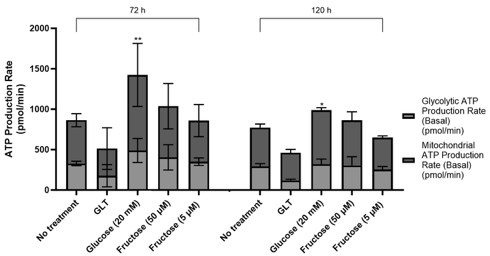 72 h
120 h
ATP Production Rate
(pmol/min)
2000
1500
1000
500
0
**
*
No treatment
GLT
Glucose (20 mM)
Fructose (50 µM)
Fructose (5 µM)
No treatment
GLT
Glucose (20 mM)
Fructose (50 µM)
Fructose (5 µM)
Glycolytic ATP
Production Rate
(Basal)
(pmol/min)
Mitochondrial
ATP Production
Rate (Basal)
(pmol/min)